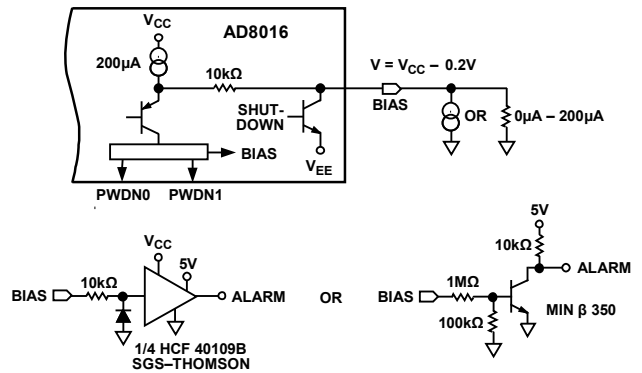 VCC
AD8016
200µA
10kΩ
V = VCC – 0.2V
SHUT-
DOWN
BIAS
OR
0µA – 200µA
BIAS
VEE
PWDN0
PWDN1
VCC
5V
10kΩ
BIAS
ALARM
1/4 HCF 40109B
SGS–THOMSON
OR
5V
10kΩ
ALARM
BIAS
1MΩ
100kΩ
MIN β 350